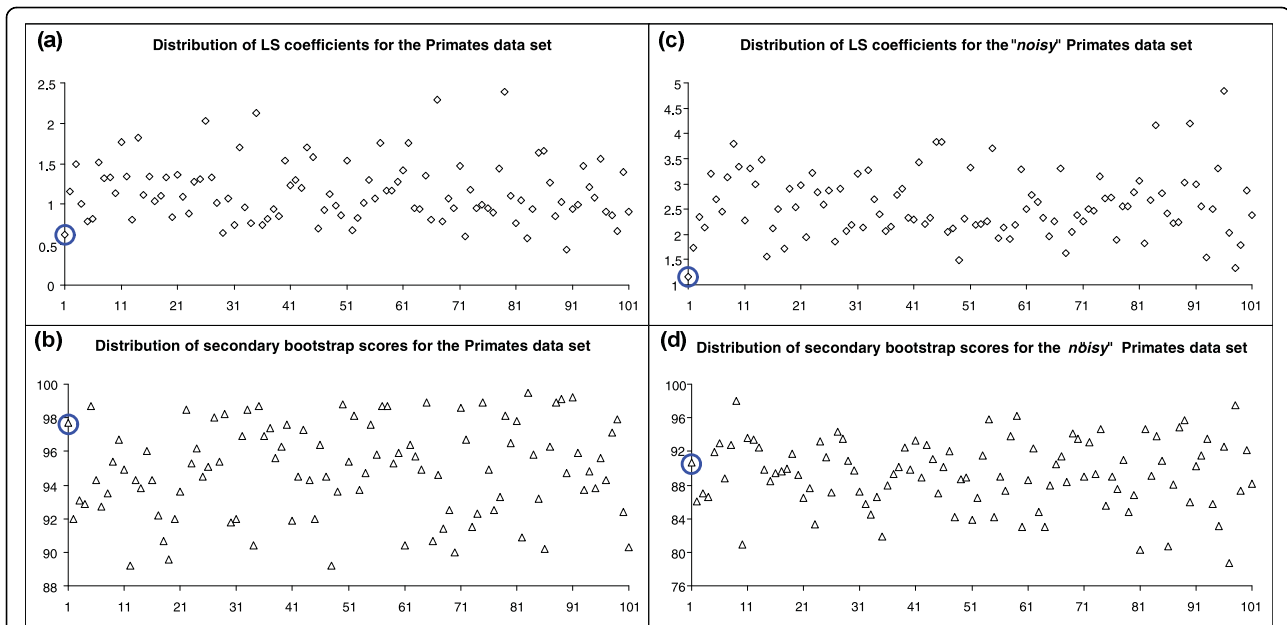 (a)
Distribution of LS coefficients for the Primates data set
2.5
2
1.5
1
0.5
0
1 11 21 31 41 51 61 71 81 91 101
(c)
Distribution of LS coefficients for the "noisy" Primates data set
5
4.5
4
3.5
3
2.5
2
1.5
1
1 11 21 31 41 51 61 71 81 91 101
(b)
Distribution of secondary bootstrap scores for the Primates data set
100
98
96
94
92
90
88
1 11 21 31 41 51 61 71 81 91 101
(d)
Distribution of secondary bootstrap scores for the nöisy" Primates data set
100
96
92
88
84
80
76
1 11 21 31 41 51 61 71 81 91 101